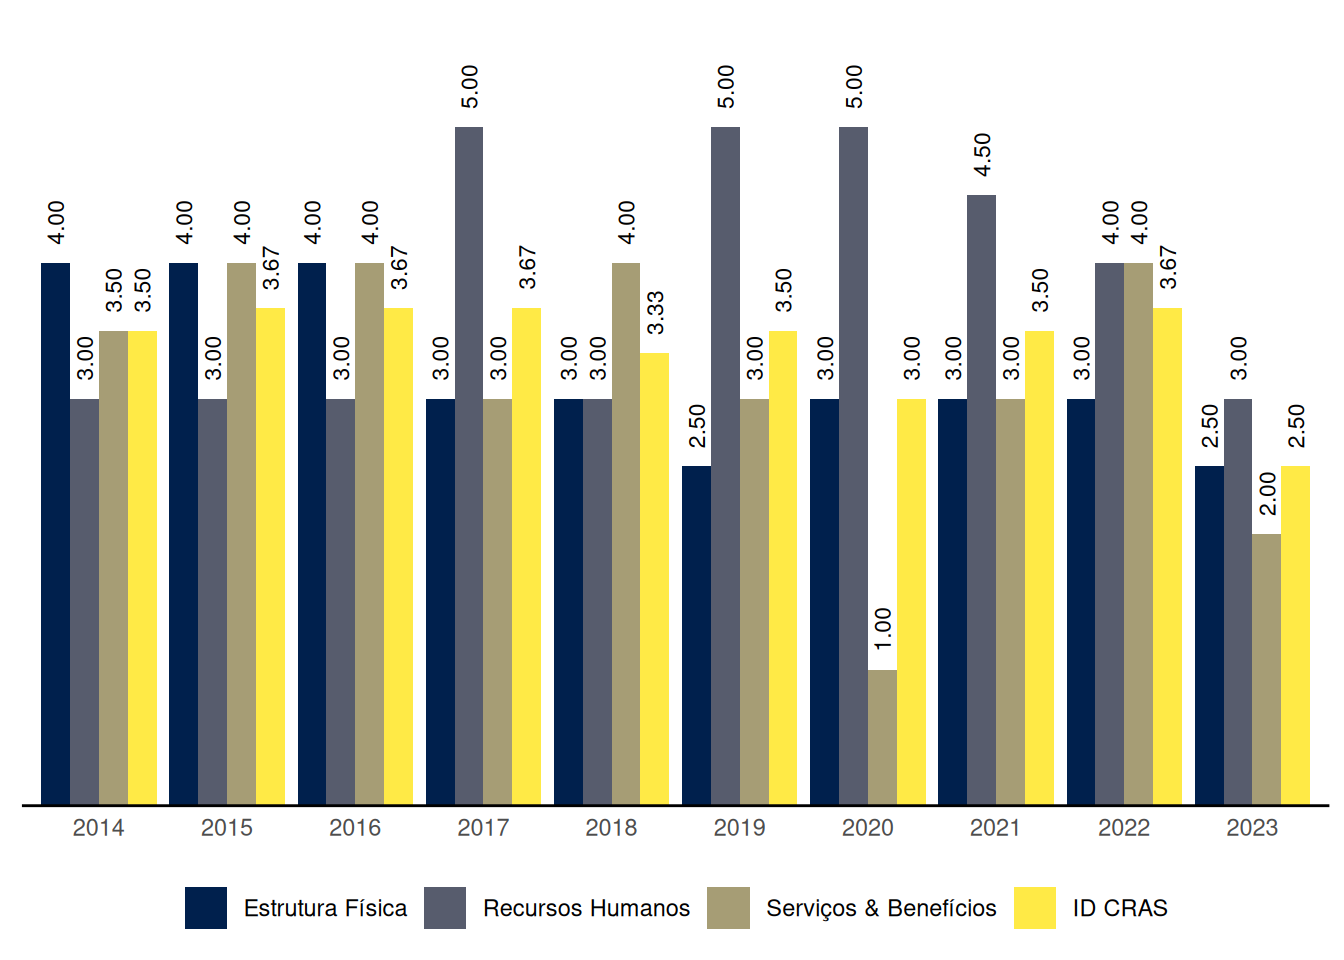 4.00 3.00 3.50 3.50 4.00 3.00 4.00 3.67 4.00 3.00 4.00 3.67 3.00 5.00 3.00 3.67 3.00 3.00 4.00 3.33 2.50 5.00 3.00 3.50 3.00 5.00 1.00 3.00 3.00 4.50 3.00 3.50 3.00 4.00 4.00 3.67 2.50 3.00 2.00 2.50
2014 2015 2016 2017 2018 2019 2020 2021 2022 2023
Estrutura Física Recursos Humanos Serviços & Benefícios ID CRAS